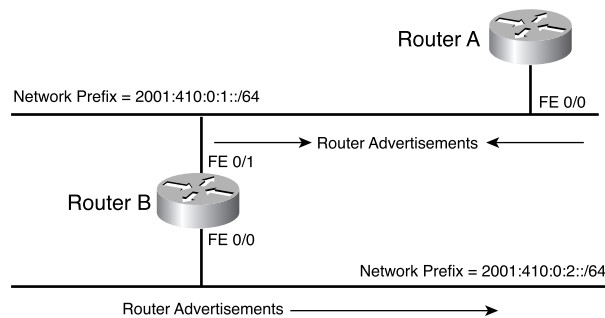 Router A
Network Prefix = 2001:410:0:1::/64
FE 0/0
Router Advertisements
FE 0/1
Router B
FE 0/0
Network Prefix = 2001:410:0:2::/64
Router Advertisements